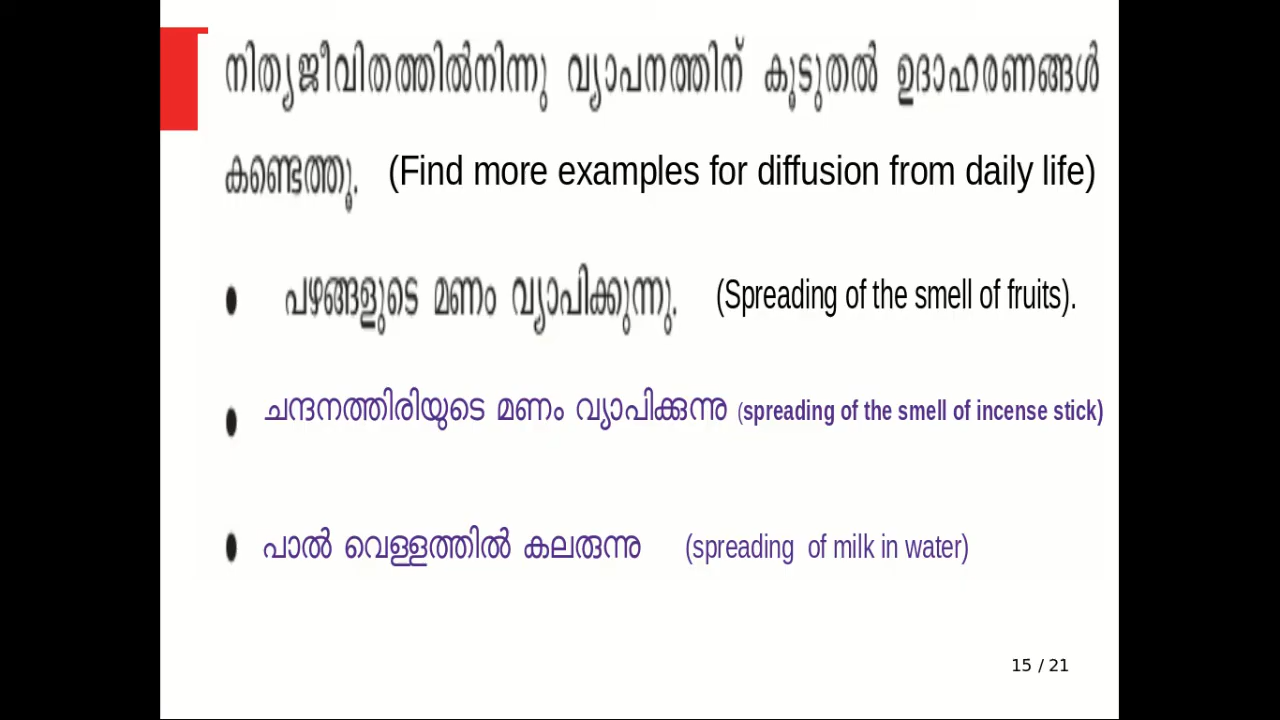 നിത്യജീവിതത്തിൽനിന്നു വ്യാപനത്തിന് കൂടുതൽ ഉദാഹരണങ്ങൾ
കണ്ടെത്തൂ. (Find more examples for diffusion from daily life)
പഴങ്ങളുടെ മണം വ്യാപിക്കുന്നു. (Spreading of the smell of fruits).
ചന്ദനത്തിരിയുടെ മണം വ്യാപിക്കുന്നു (spreading of the smell of incense stick)
പാൽ വെള്ളത്തിൽ കലരുന്നു (spreading of milk in water)
15 / 21